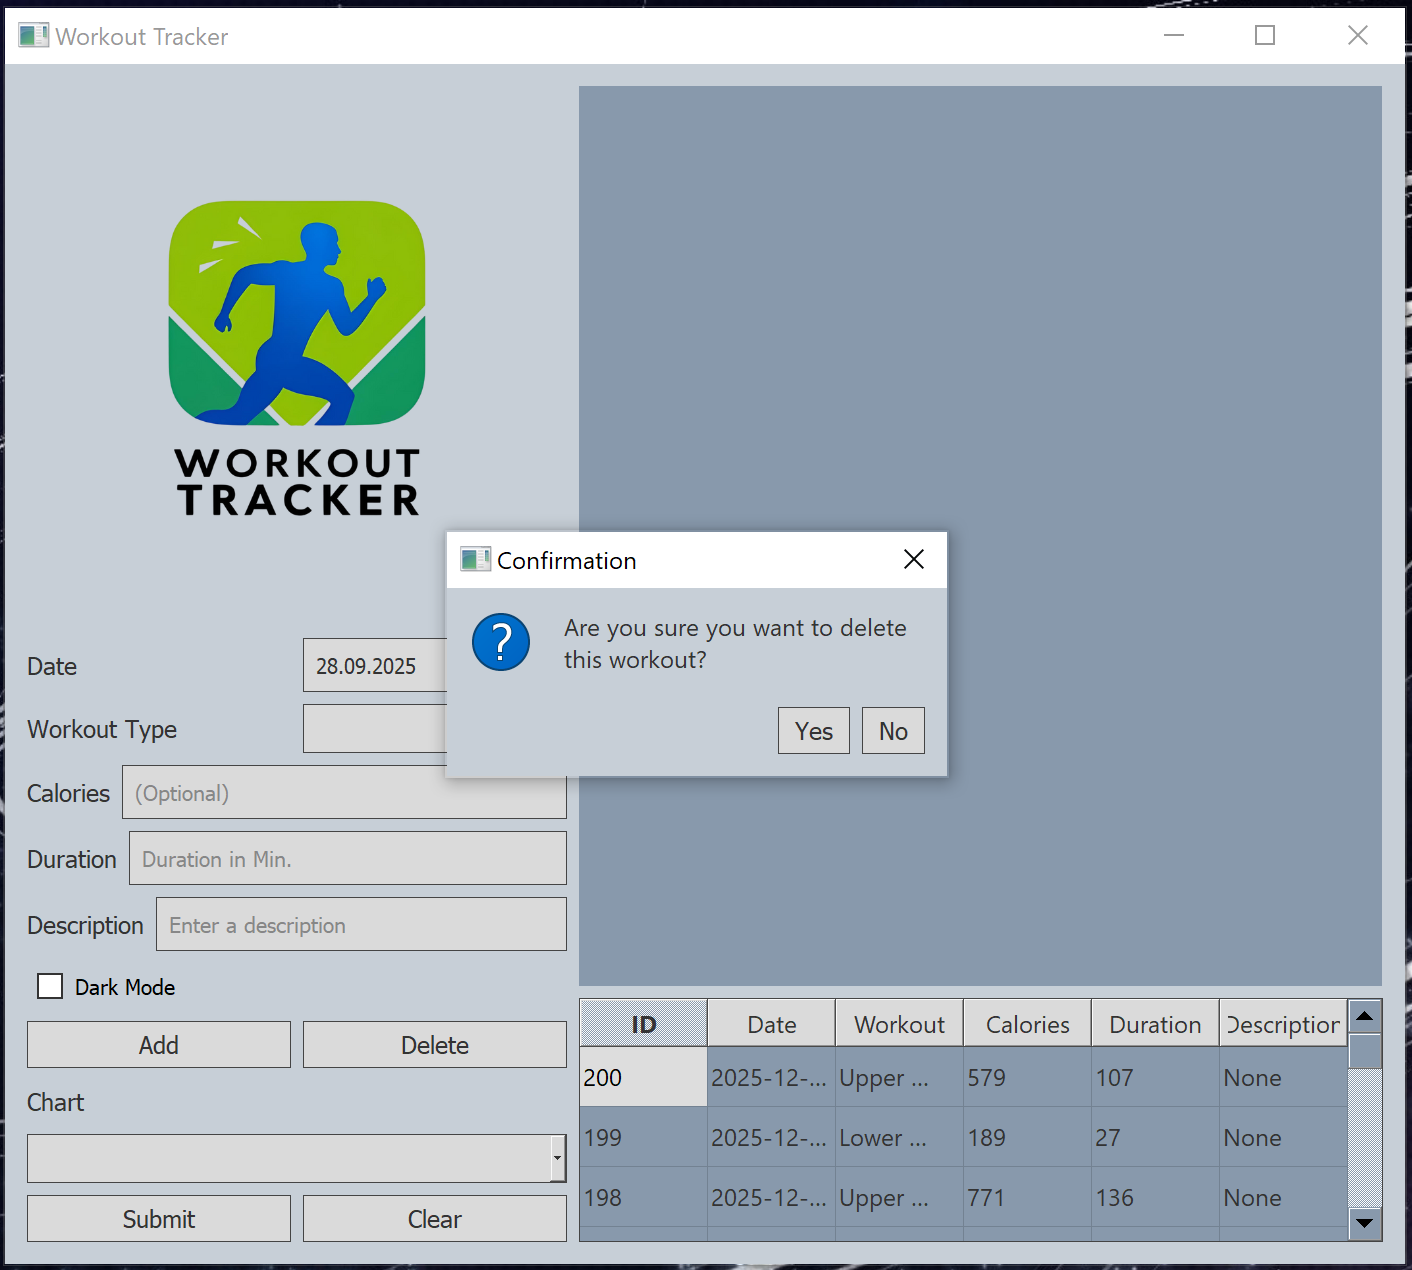 Workout Tracker
WORKOUT
TRACKER
Confirmation
?
Are you sure you want to delete
this workout?
Yes No
Date 28.09.2025
Workout Type
Calories (Optional)
Duration Duration in Min.
Description Enter a description
Dark Mode
Add Delete
Chart
Submit Clear
ID Date Workout Calories Duration Description
200 2025-12-... Upper ... 579 107 None
199 2025-12-... Lower ... 189 27 None
198 2025-12-... Upper ... 771 136 None